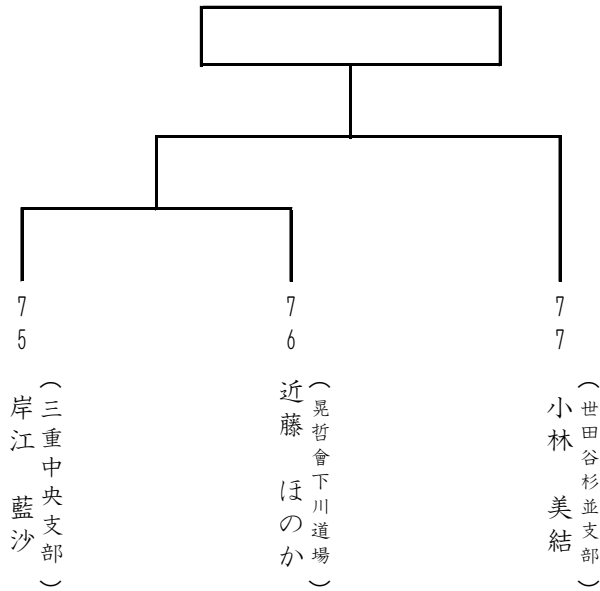 75
岸江 藍沙
（三重中央支部）
76
近藤 ほのか
（晃哲會下川道場）
77
小林 美結
（世田谷杉並支部）